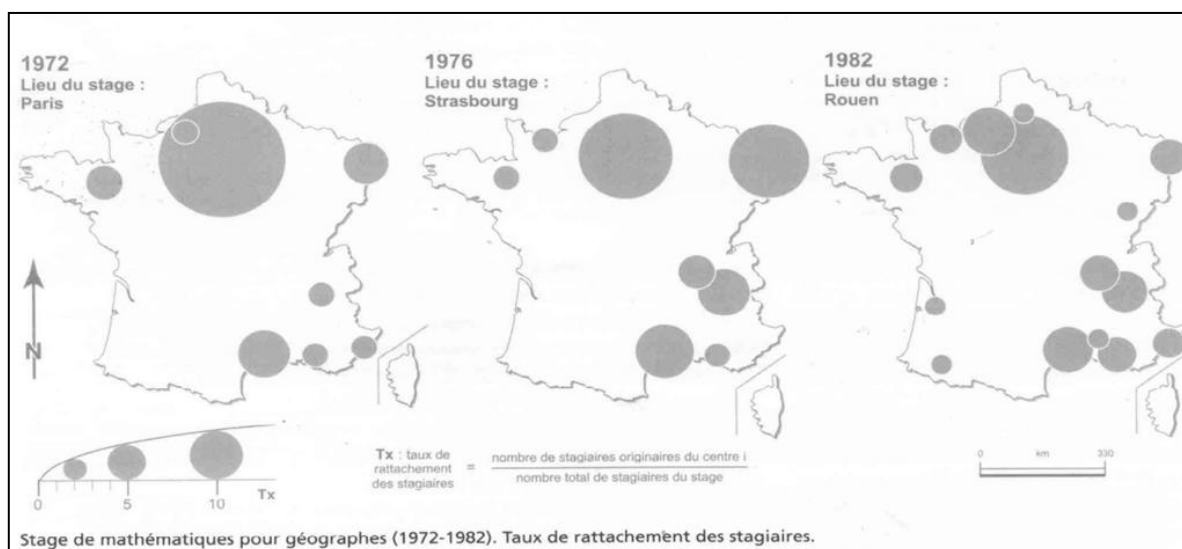 1972
Lieu du stage :
Paris
1976
Lieu du stage :
Strasbourg
1982
Lieu du stage :
Rouen
N
0 5 10 Tx
Tx : taux de
rattachement
des stagiaires
=
nombre de stagiaires originaires du centre i
nombre total de stagiaires du stage
0 km 330
Stage de mathématiques pour géographes (1972-1982). Taux de rattachement des stagiaires.